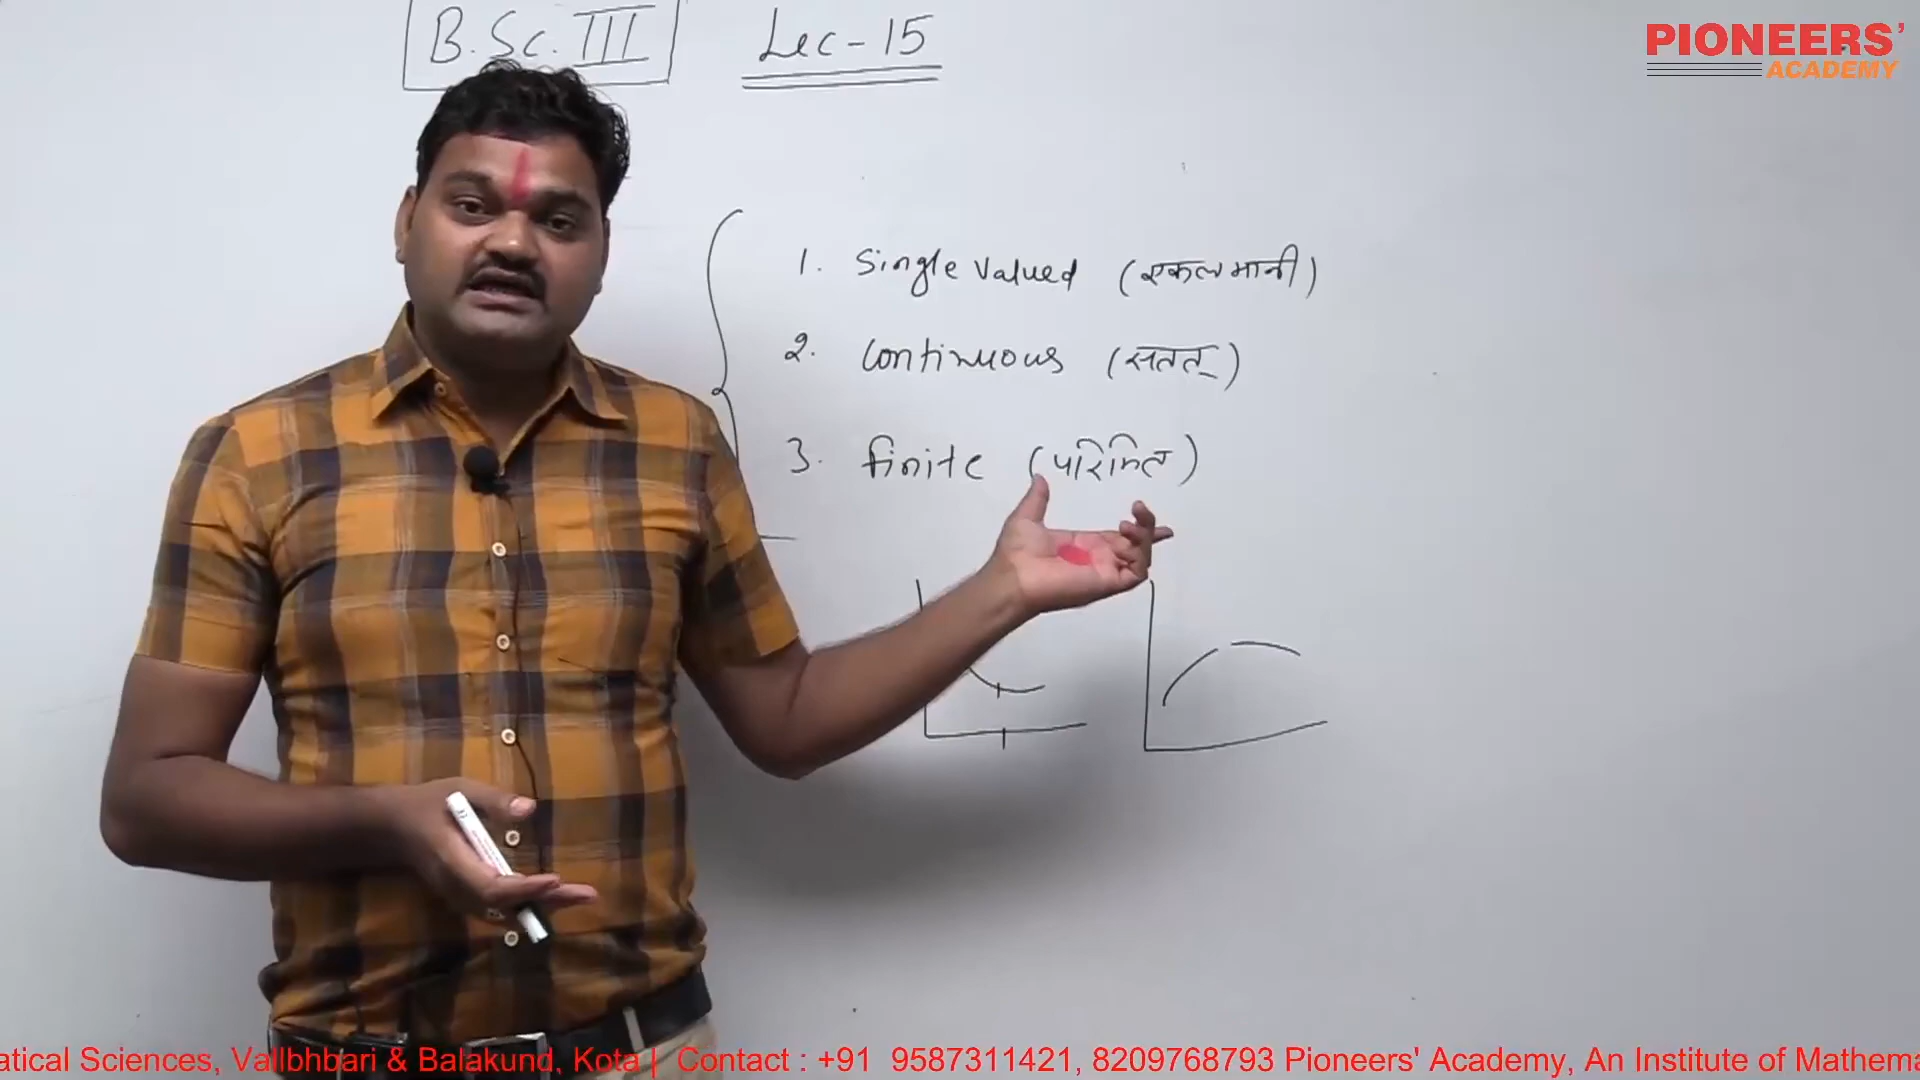 B.Sc. III Lec-15
PIONEERS'
ACADEMY
1. Single valued (एकल मानी)
2. Continuous (सतत्)
3. finite (परिमित)
atical Sciences, Vallbhbari & Balakund, Kota | Contact : +91 9587311421, 8209768793 Pioneers' Academy, An Institute of Mathema